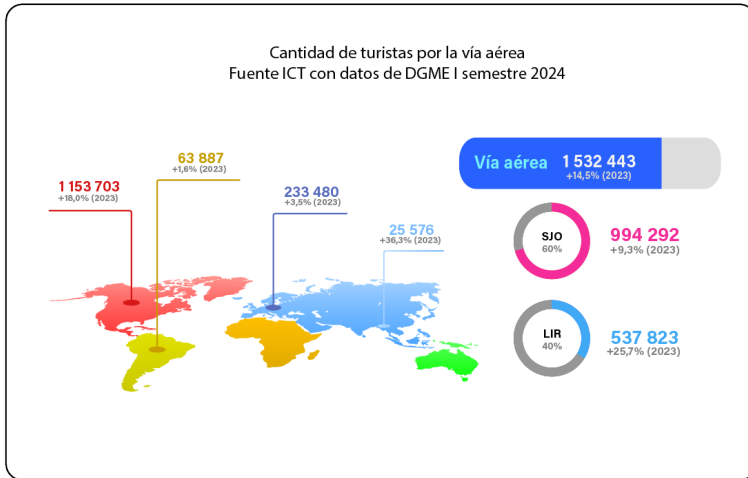 Cantidad de turistas por la vía aérea
Fuente ICT con datos de DGME I semestre 2024
1 153 703
+18,0% (2023)
63 887
+1,6% (2023)
233 480
+3,5% (2023)
25 576
+36,3% (2023)
Vía aérea 1 532 443
+14,5% (2023)
SJO
60%
994 292
+9,3% (2023)
LIR
40%
537 823
+25,7% (2023)